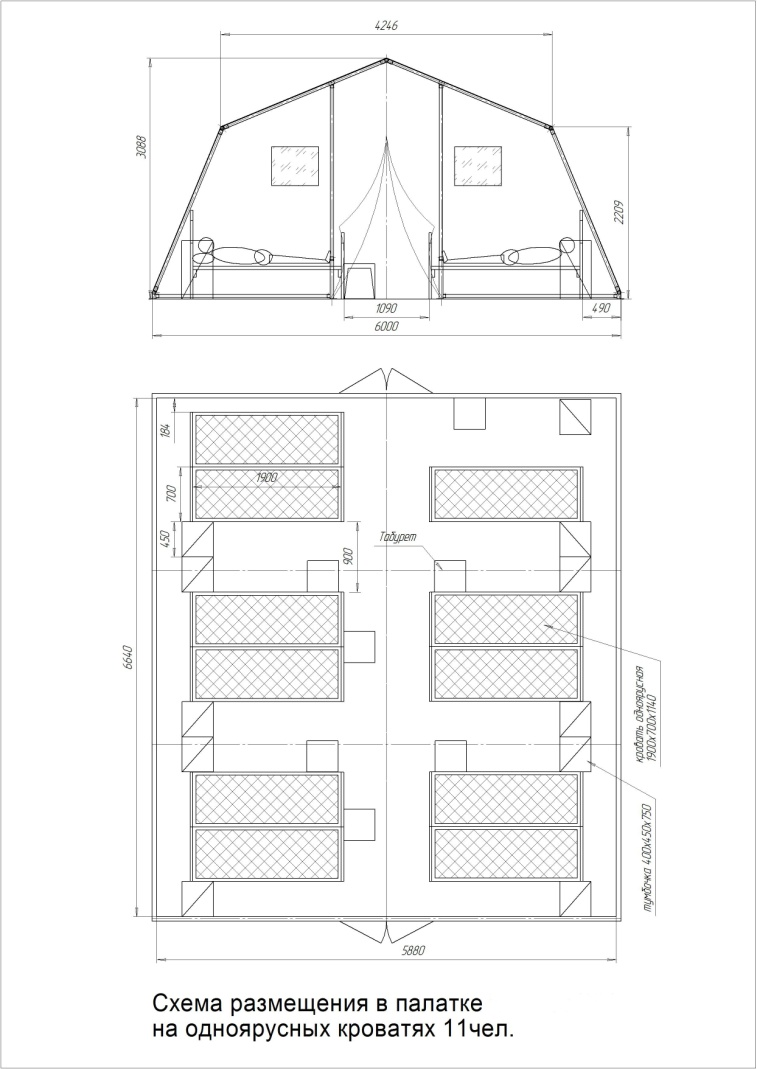 4246
3088
2209
1090
490
6000
184
1900
700
450
900
Табурет
6640
кровать одноярусная
1900х700х1140
тумбочка 400х450х750
5880
Схема размещения в палатке
на одноярусных кроватях 11чел.